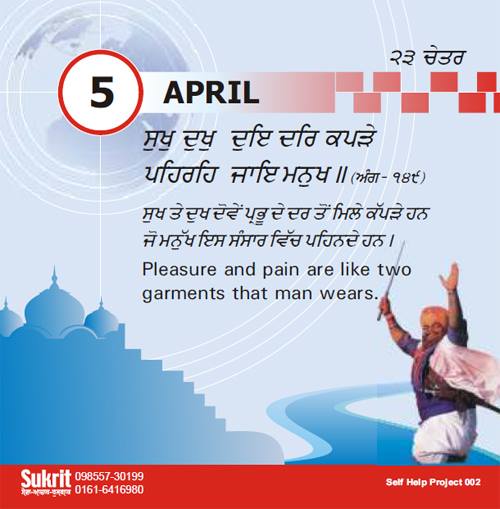 ੨੩ ਚੇਤਰ
5 APRIL
ਸੁਖੁ ਦੁਖੁ ਦੁਇ ਦਰਿ ਕਪੜੇ
ਪਹਿਰਹਿ ਜਾਇ ਮਨੁਖ ॥ (ਅੰਗ - ੧੪੯)
ਸੁਖ ਤੇ ਦੁਖ ਦੋਵੇਂ ਪ੍ਰਭੂ ਦੇ ਦਰ ਤੋਂ ਮਿਲੇ ਕੱਪੜੇ ਹਨ
ਜੋ ਮਨੁੱਖ ਇਸ ਸੰਸਾਰ ਵਿੱਚ ਪਹਿਨਦੇ ਹਨ ।
Pleasure and pain are like two
garments that man wears.
Sukrit 098557-30199
0161-6416980
Self Help Project 002